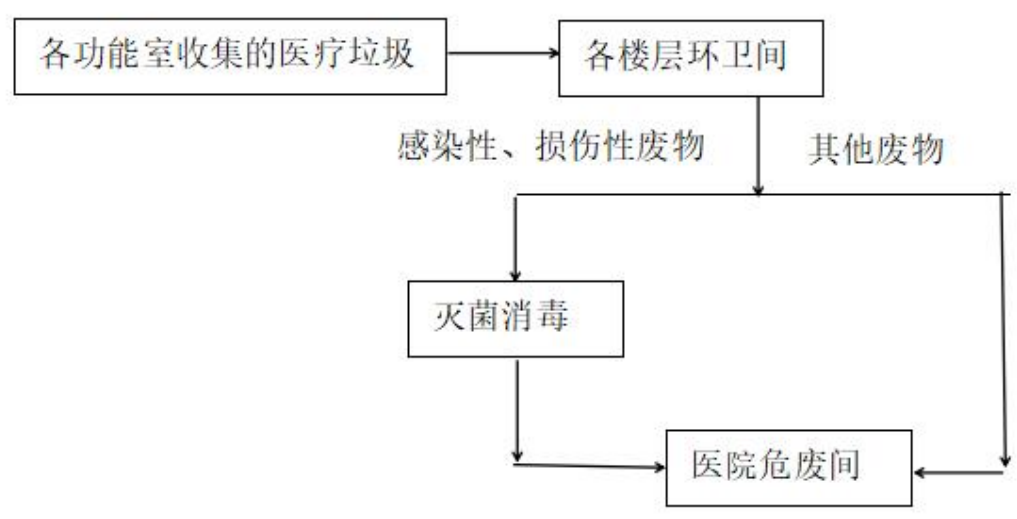 各功能室收集的医疗垃圾
各楼层环卫间
感染性、损伤性废物
其他废物
灭菌消毒
医院危废间